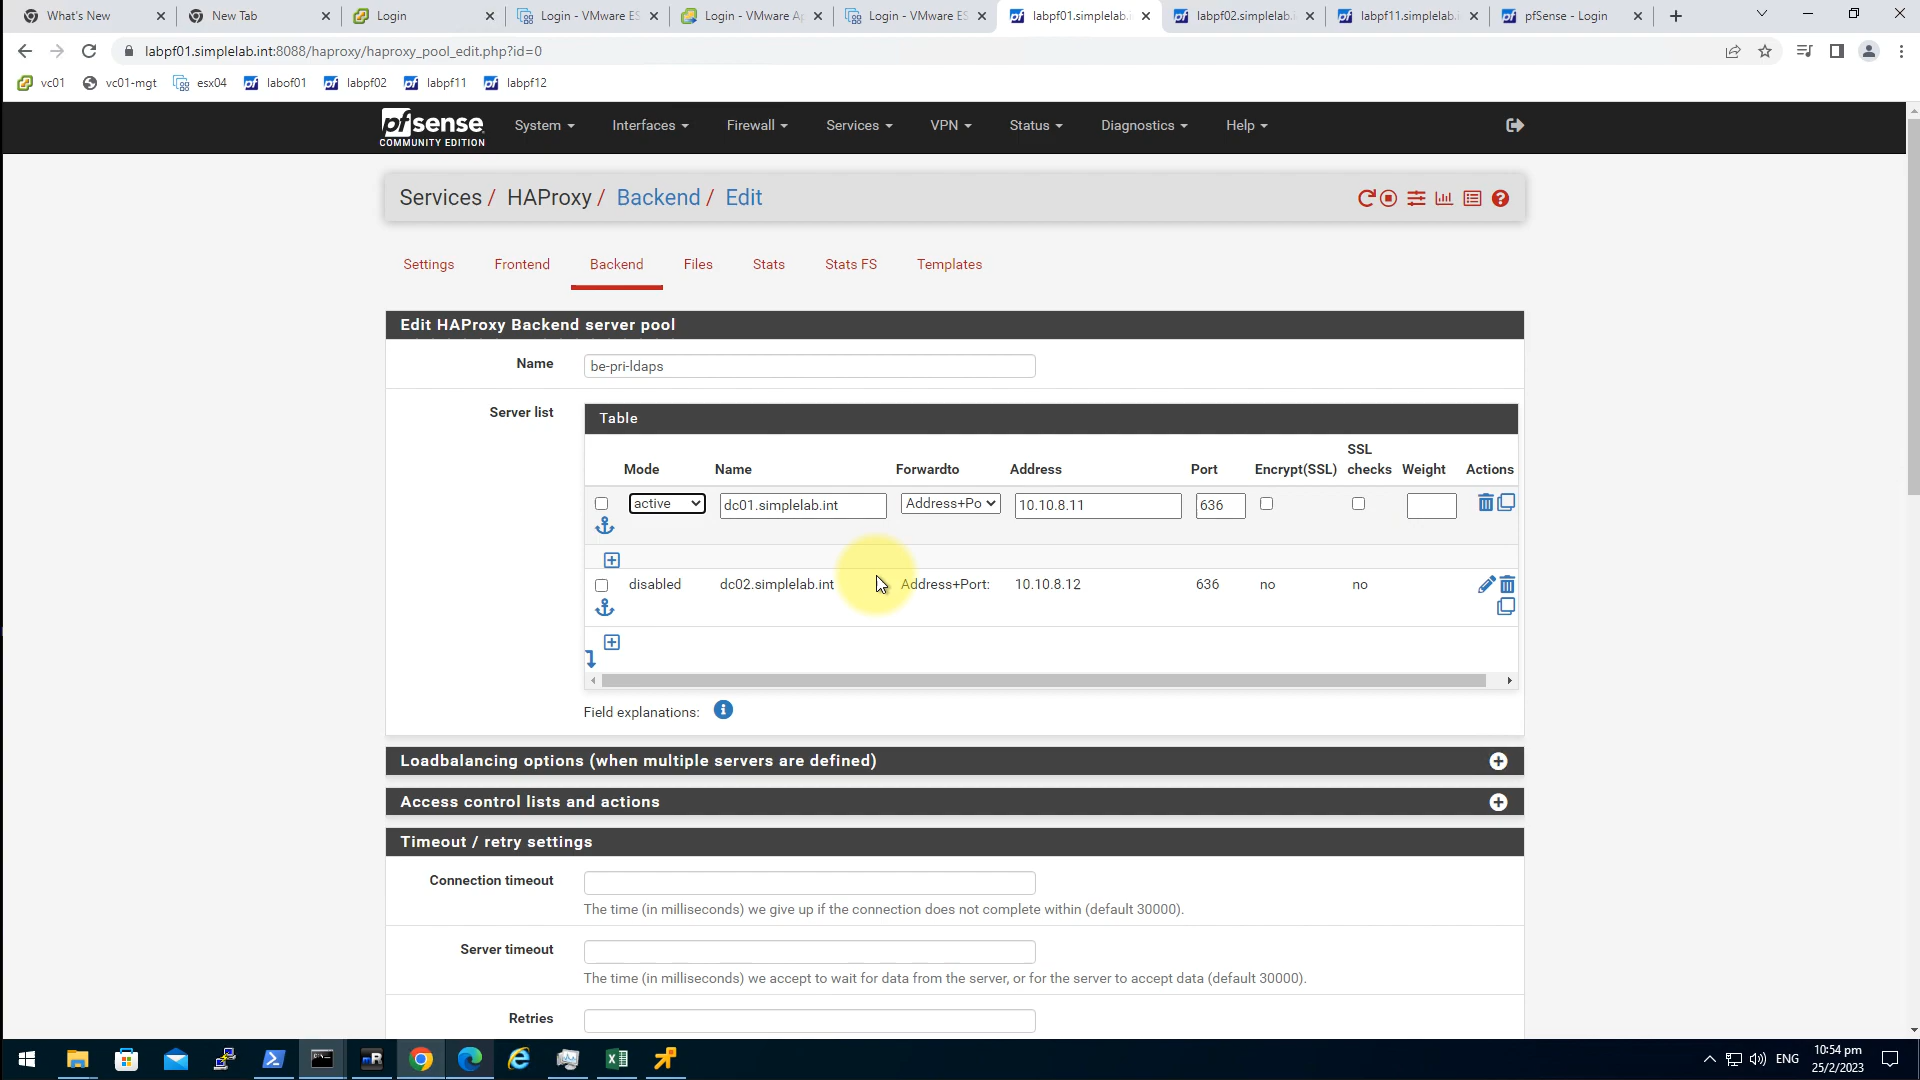 What's New
New Tab
Login
Login - VMware ES
Login - VMware Ap
Login - VMware ES
labpf01.simplelab.
labpf02.simplelab.
labpf11.simplelab.
pfSense - Login
labpf01.simplelab.int:8088/haproxy/haproxy_pool_edit.php?id=0
vc01
vc01-mgt
esx04
labof01
labpf02
labpf11
labpf12
pfsense
COMMUNITY EDITION
System
Interfaces
Firewall
Services
VPN
Status
Diagnostics
Help
Services / HAProxy / Backend / Edit
Settings
Frontend
Backend
Files
Stats
Stats FS
Templates
Edit HAProxy Backend server pool
Name
be-pri-ldaps
Server list
Table
Mode
Name
Forwardto
Address
Port
Encrypt(SSL)
SSL checks
Weight
Actions
active
dc01.simplelab.int
Address+Po
10.10.8.11
636
disabled
dc02.simplelab.int
Address+Port:
10.10.8.12
636
no
no
Field explanations:
Loadbalancing options (when multiple servers are defined)
Access control lists and actions
Timeout / retry settings
Connection timeout
The time (in milliseconds) we give up if the connection does not complete within (default 30000).
Server timeout
The time (in milliseconds) we accept to wait for data from the server, or for the server to accept data (default 30000).
Retries
ENG
10:54 pm
25/2/2023